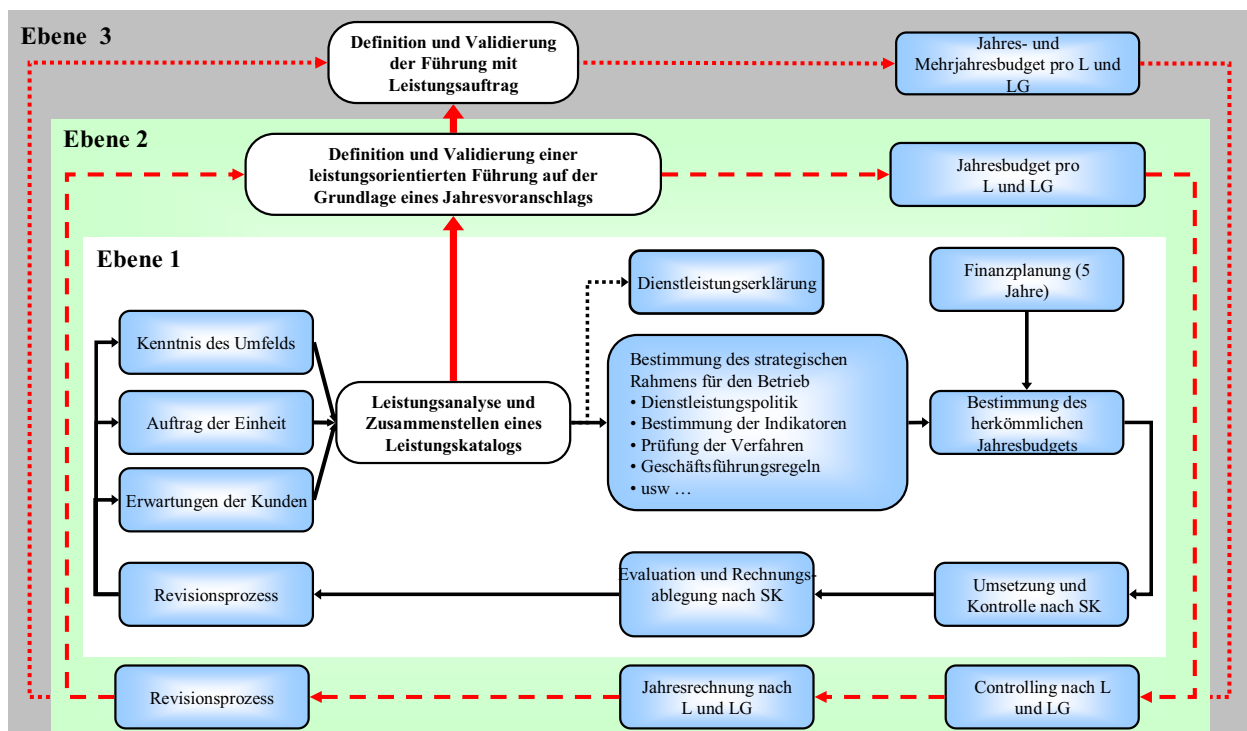 Ebene 3
Definition und Validierung
der Führung mit
Leistungsauftrag
Jahres- und
Mehrjahresbudget pro L und
LG
Ebene 2
Definition und Validierung einer
leistungsorientierten Führung auf der
Grundlage eines Jahresvoranschlags
Jahresbudget pro
L und LG
Ebene 1
Dienstleistungserklärung
Finanzplanung (5
Jahre)
Kenntnis des Umfelds
Auftrag der Einheit
Erwartungen der Kunden
Leistungsanalyse und
Zusammenstellen eines
Leistungskatalogs
Bestimmung des strategischen
Rahmens für den Betrieb
• Dienstleistungspolitik
• Bestimmung der Indikatoren
• Prüfung der Verfahren
• Geschäftsführungsregeln
• usw …
Bestimmung des
herkömmlichen
Jahresbudgets
Revisionsprozess
Evaluation und Rechnungs-
ablegung nach SK
Umsetzung und
Kontrolle nach SK
Revisionsprozess
Jahresrechnung nach
L und LG
Controlling nach L
und LG